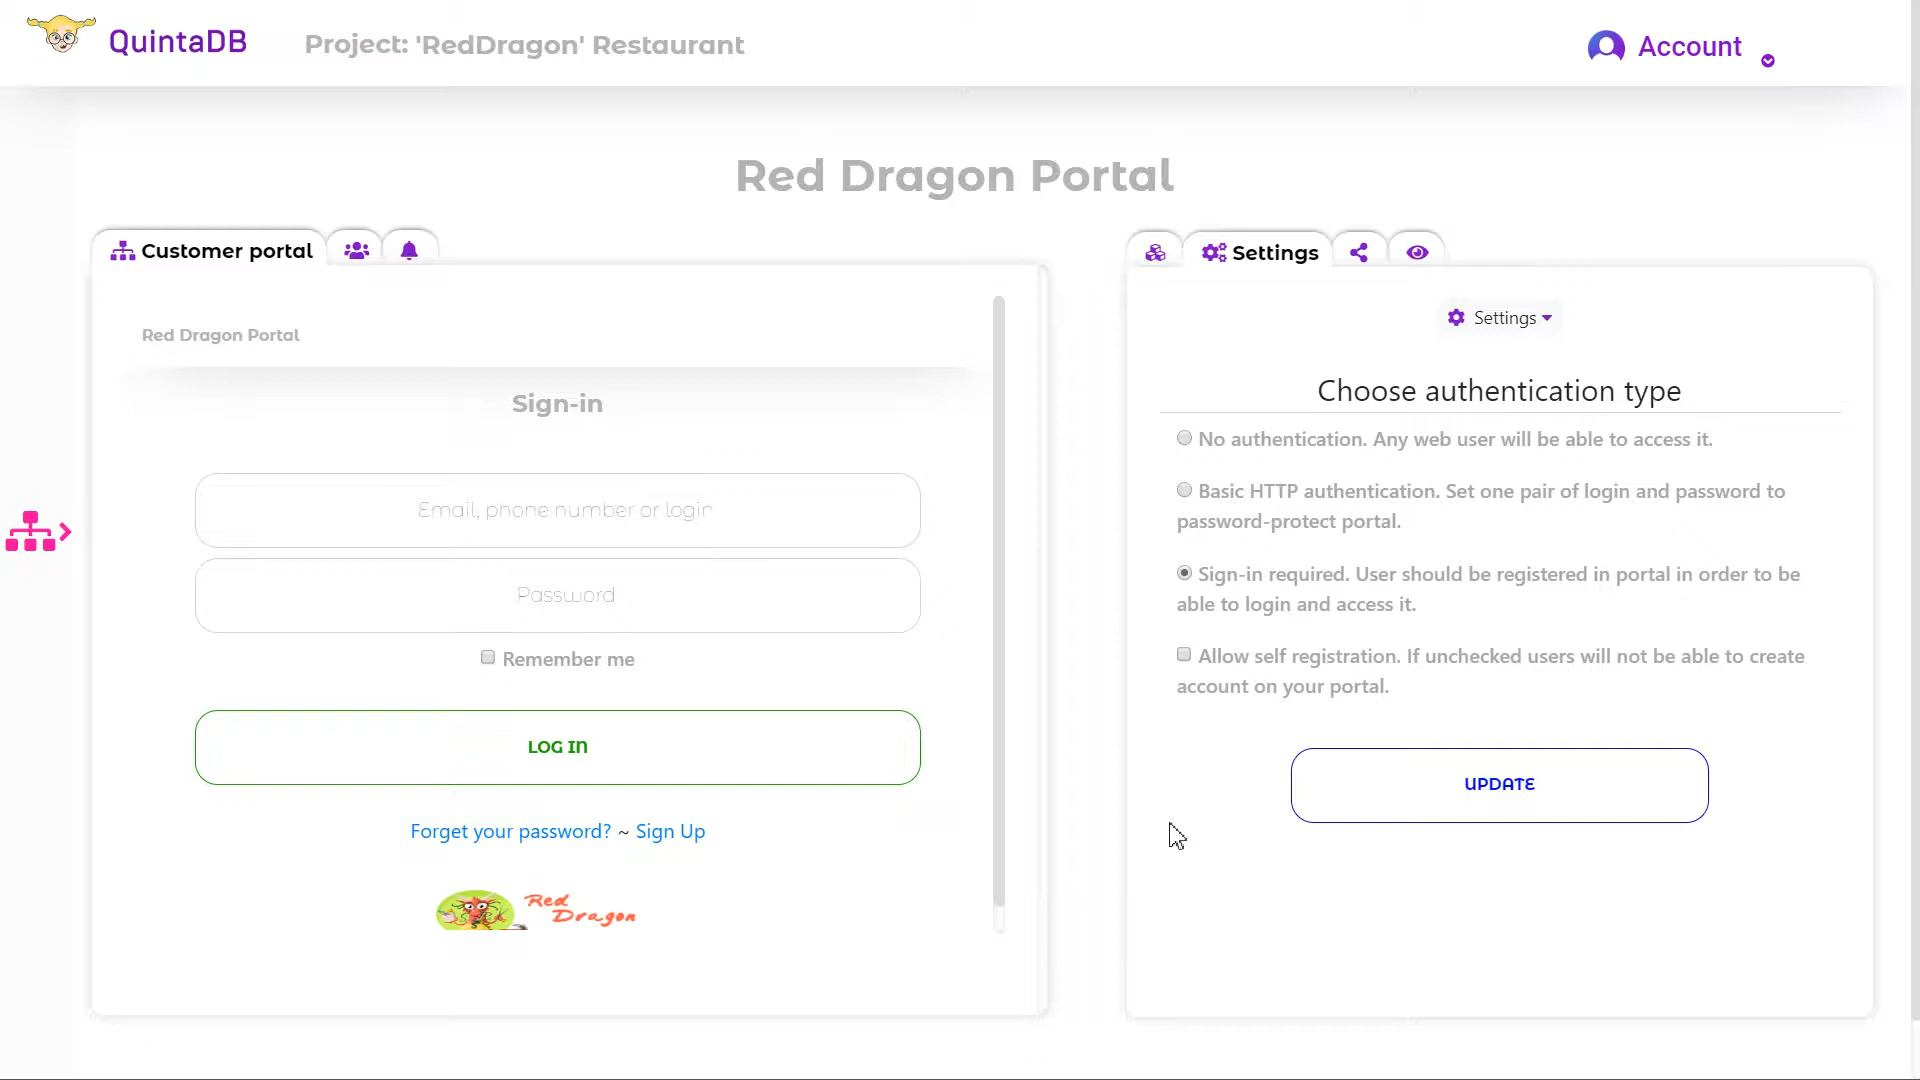 QuintaDB
Project: 'RedDragon' Restaurant
Account
Red Dragon Portal
Customer portal
Red Dragon Portal
Sign-in
Email, phone number or login
Password
Remember me
LOG IN
Forget your password? ~ Sign Up
Red
Dragon
Settings
Settings
Choose authentication type
No authentication. Any web user will be able to access it.
Basic HTTP authentication. Set one pair of login and password to
password-protect portal.
Sign-in required. User should be registered in portal in order to be
able to login and access it.
Allow self registration. If unchecked users will not be able to create
account on your portal.
UPDATE